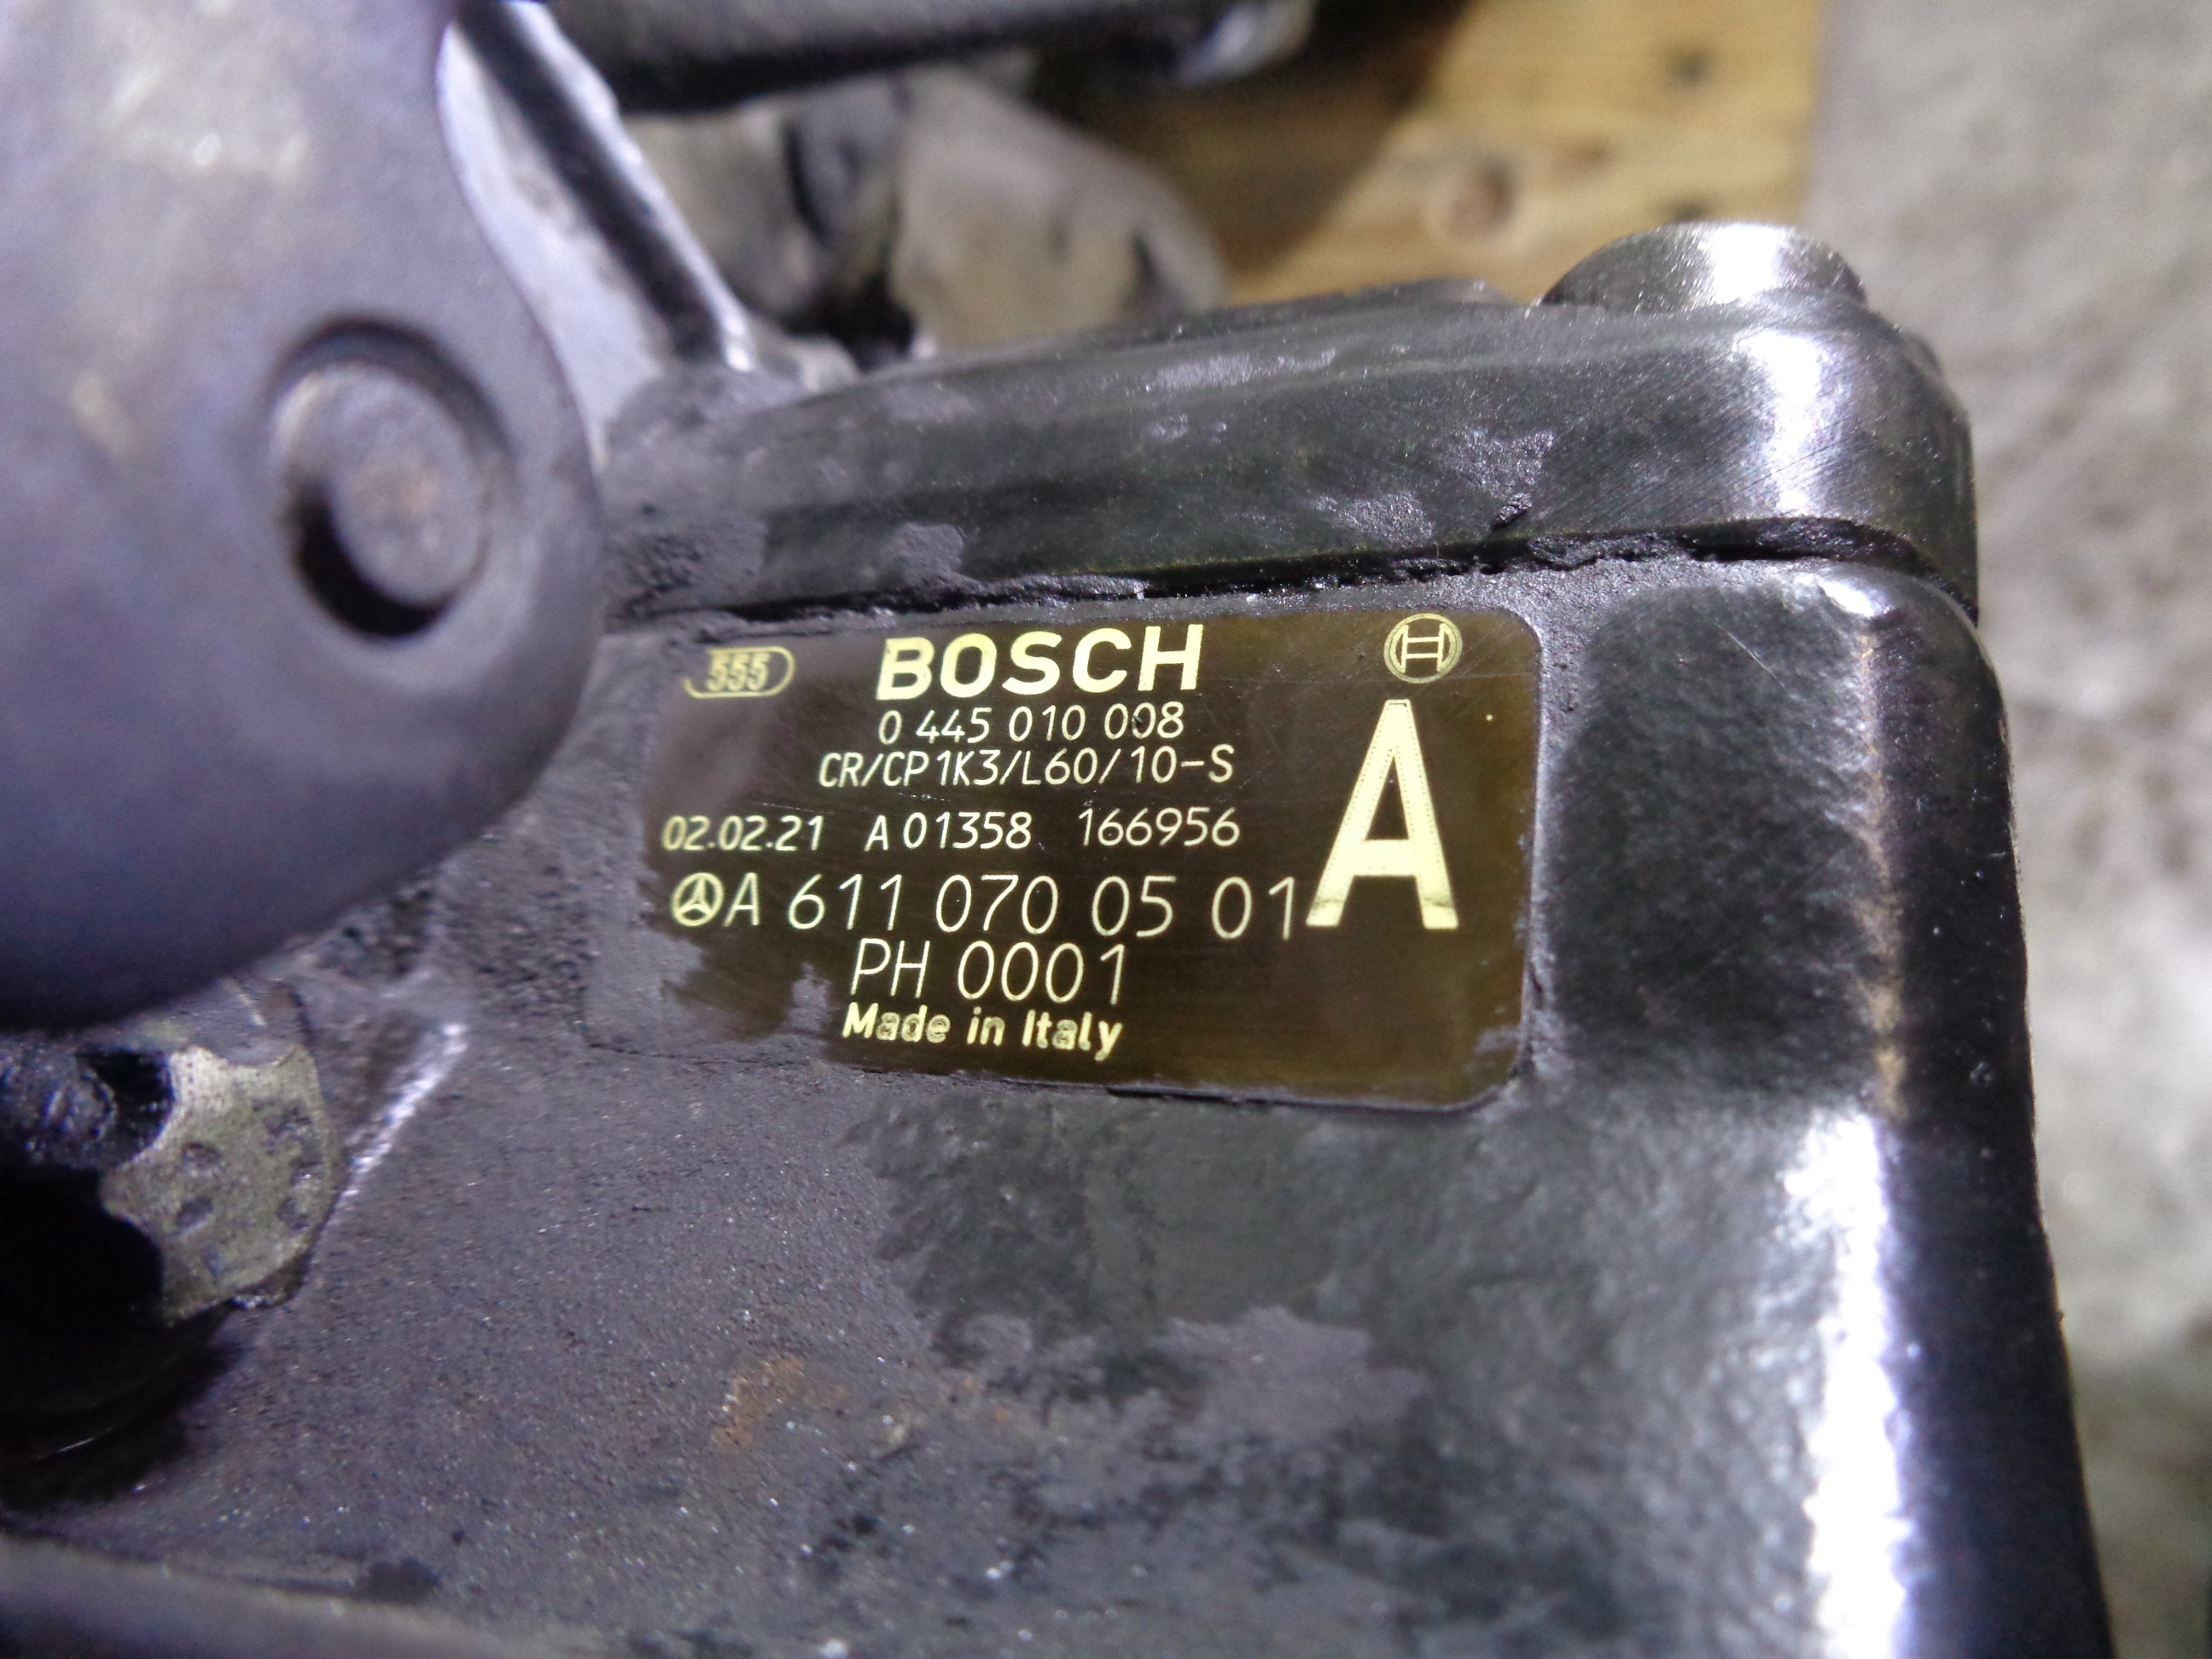 555 BOSCH
0 445 010 008
CR/CP1K3/L60/10-S
A
02.02.21 A 01358 166956
A 611 070 05 01
PH 0001
Made in Italy